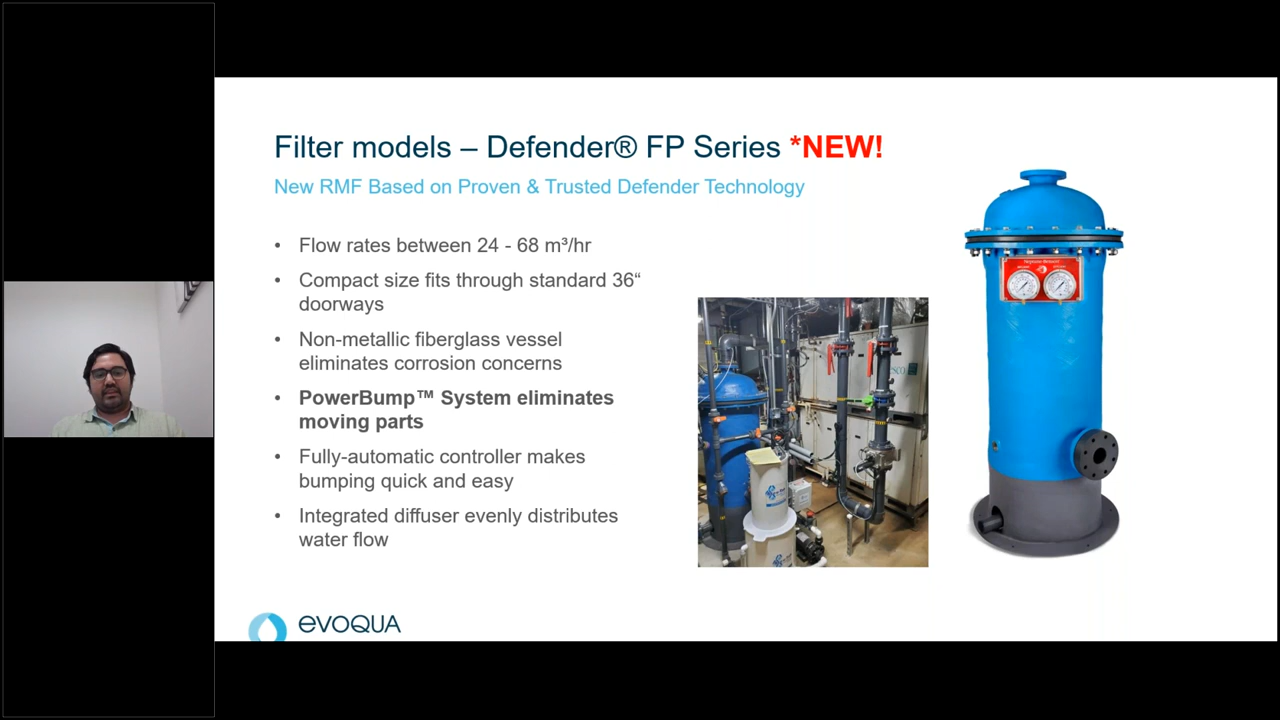 Filter models – Defender® FP Series *NEW!
New RMF Based on Proven & Trusted Defender Technology
• Flow rates between 24 - 68 m³/hr
• Compact size fits through standard 36“
doorways
• Non-metallic fiberglass vessel
eliminates corrosion concerns
• PowerBump™ System eliminates
moving parts
• Fully-automatic controller makes
bumping quick and easy
• Integrated diffuser evenly distributes
water flow
Neptune Benson
evoQUA